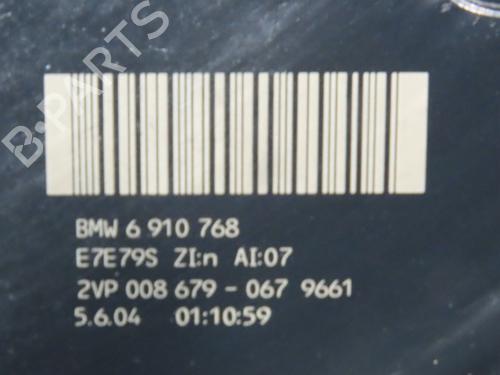 B-PARTS
BMW 6 910 768
E7E79S ZI:n AI:07
2VP 008 679 - 067 9661
5.6.04 01:10:59